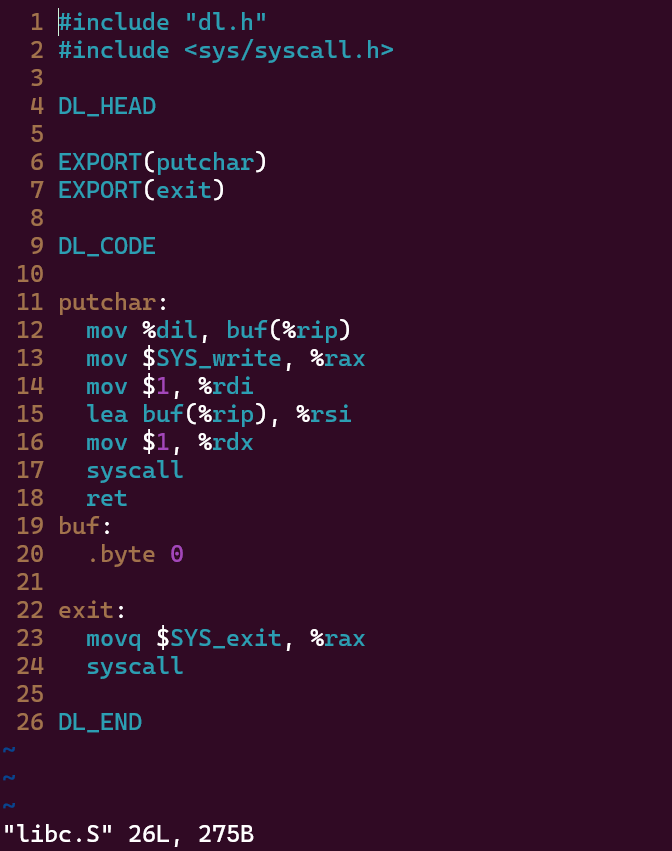 1 #include "dl.h"
2 #include <sys/syscall.h>
3
4 DL_HEAD
5
6 EXPORT(putchar)
7 EXPORT(exit)
8
9 DL_CODE
10
11 putchar:
12   mov %dil, buf(%rip)
13   mov $SYS_write, %rax
14   mov $1, %rdi
15   lea buf(%rip), %rsi
16   mov $1, %rdx
17   syscall
18   ret
19 buf:
20   .byte 0
21
22 exit:
23   movq $SYS_exit, %rax
24   syscall
25
26 DL_END
~
~
~
"libc.S" 26L, 275B